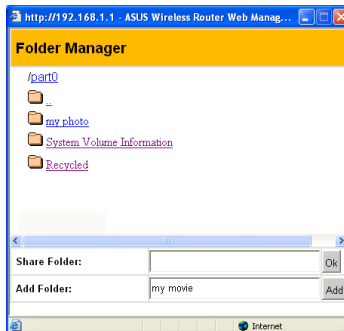 http://192.168.1.1 - ASUS Wireless Router Web Manag...
Folder Manager
/part0
..
my photo
System Volume Information
Recycled
Share Folder: Ok
Add Folder: my movie Add
Internet